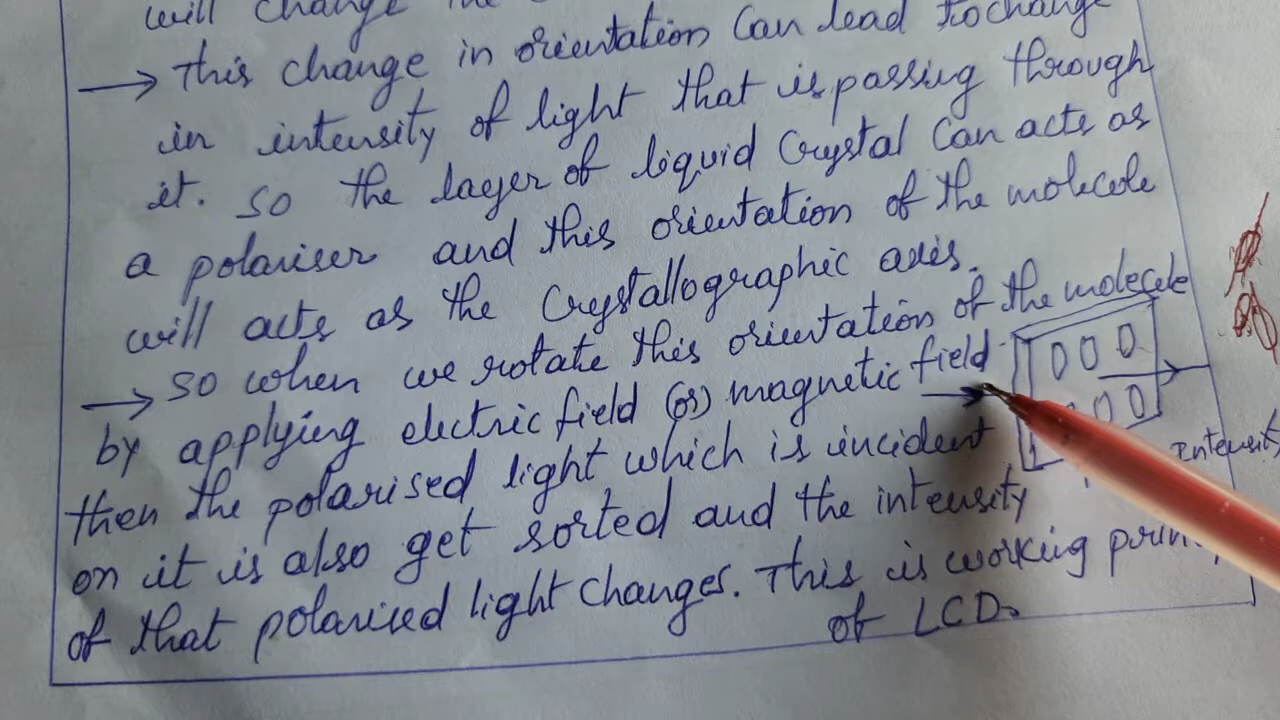 will change the
→ This change in orientation can lead to change
in intensity of light that is passing through
it. so the layer of liquid Crystal Can acts as
a polariser and this orientation of the molecule
will acts as the Crystallographic axis.
→ so when we rotate this orientation of the molecule
by applying electric field (or) magnetic field
then the polarised light which is incident
Intensity
on it is also get sorted and the intensity
of that polarised light changes. This is working
of LCD.